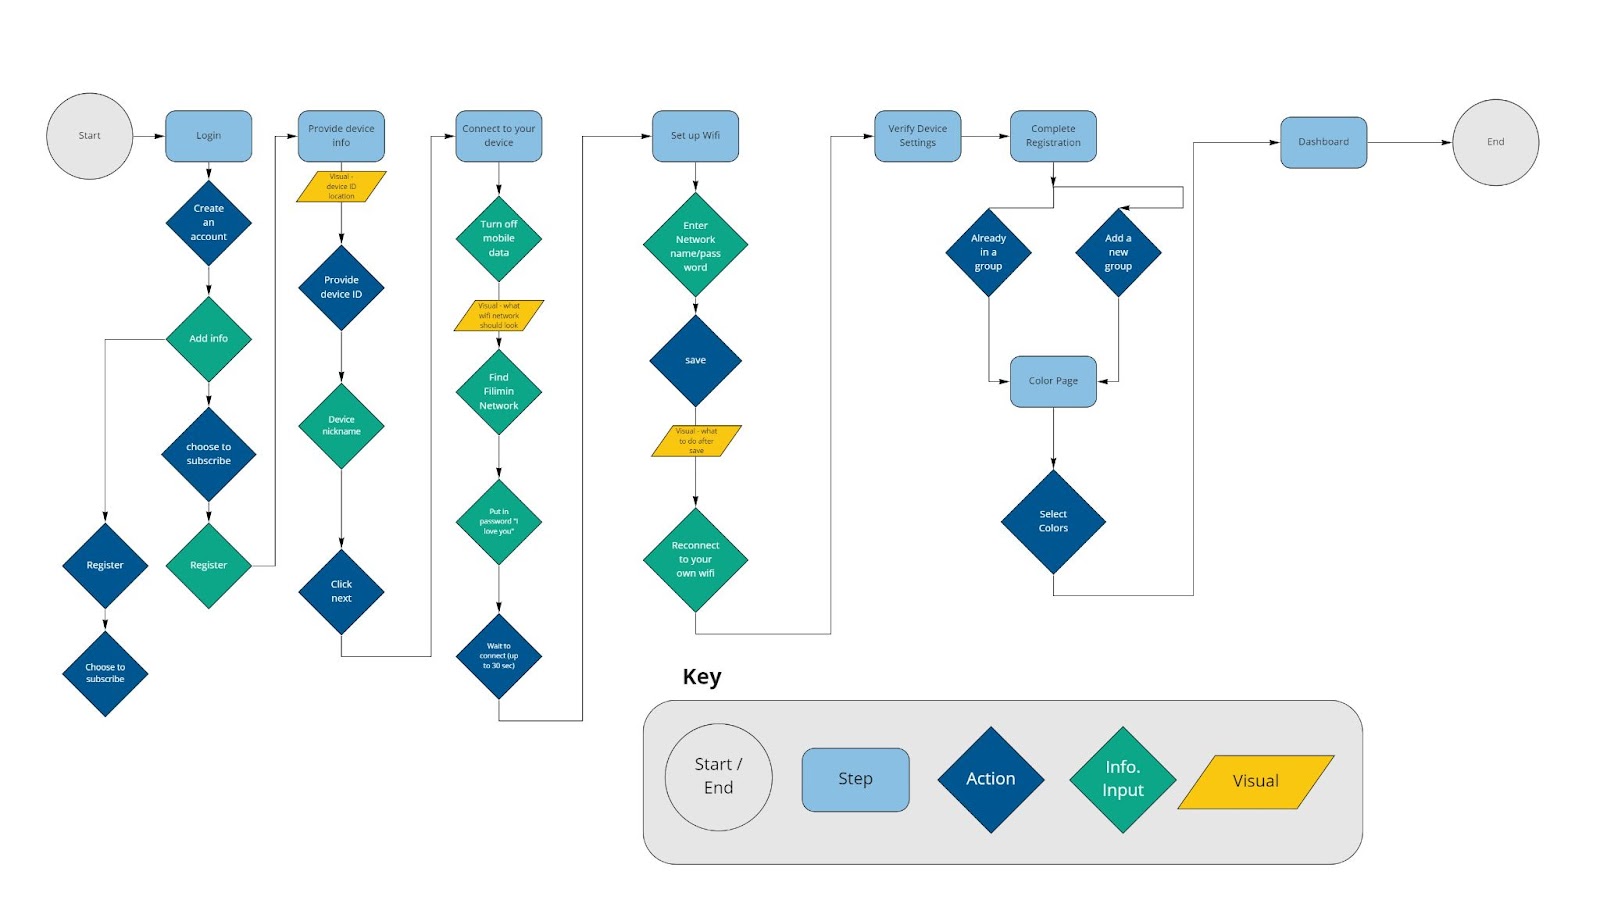 Start
Login
Create
an
account
Add info
choose to
subscribe
Register
Register
Choose to
subscribe
Provide device
info
Visual -
device ID
location
Provide
device ID
Device
nickname
Click
next
Connect to your
device
Turn off
mobile
data
Visual - what
wifi network
should look
Find
Filimin
Network
Put in
password "I
love you"
Wait to
connect (up
to 30 sec)
Set up Wifi
Enter
Network
name/pass
word
save
Visual - what
to do after
save
Reconnect
to your
own wifi
Verify Device
Settings
Complete
Registration
Already
in a
group
Add a
new
group
Color Page
Select
Colors
Dashboard
End
Key
Start /
End
Step
Action
Info.
Input
Visual